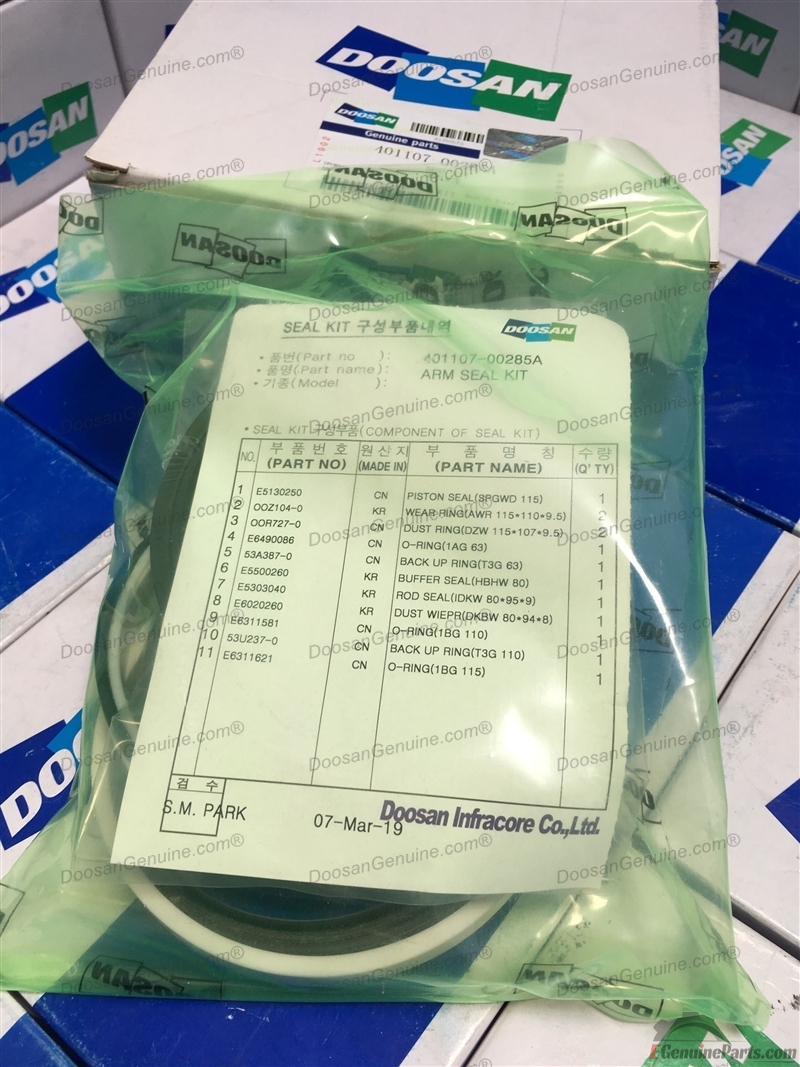 DOOSAN
DOOSAN
Genuine parts
SEAL KIT 구성부품내역
DOOSAN
• 품번(Part no ): 401107-00285A
• 품명(Part name): ARM SEAL KIT
• 기종(Model ):
• SEAL KIT 구성부품(COMPONENT OF SEAL KIT)
NO. 부 품 번 호 원 산 지 부 품 명 칭 수 량
(PART NO) (MADE IN) (PART NAME) (Q'TY)
1 E5130250 CN PISTON SEAL(SPGWD 115) 1
2 OOZ104-0 KR WEAR RING(AWR 115*110*9.5) 2
3 OOR727-0 CN DUST RING(DZW 115*107*9.5) 2
4 E6490086 CN O-RING(1AG 63) 1
5 53A387-0 CN BACK UP RING(T3G 63) 1
6 E5500260 KR BUFFER SEAL(HBHW 80) 1
7 E5303040 KR ROD SEAL(IDKW 80*95*9) 1
8 E6020260 KR DUST WIEPR(DKBW 80*94*8) 1
9 E6311581 CN O-RING(1BG 110) 1
10 53U237-0 CN BACK UP RING(T3G 110) 1
11 E6311621 CN O-RING(1BG 115) 1
검 수
S.M. PARK
07-Mar-19
Doosan Infracore Co.,Ltd.
DoosanGenuine.com®
EGenuineParts.com